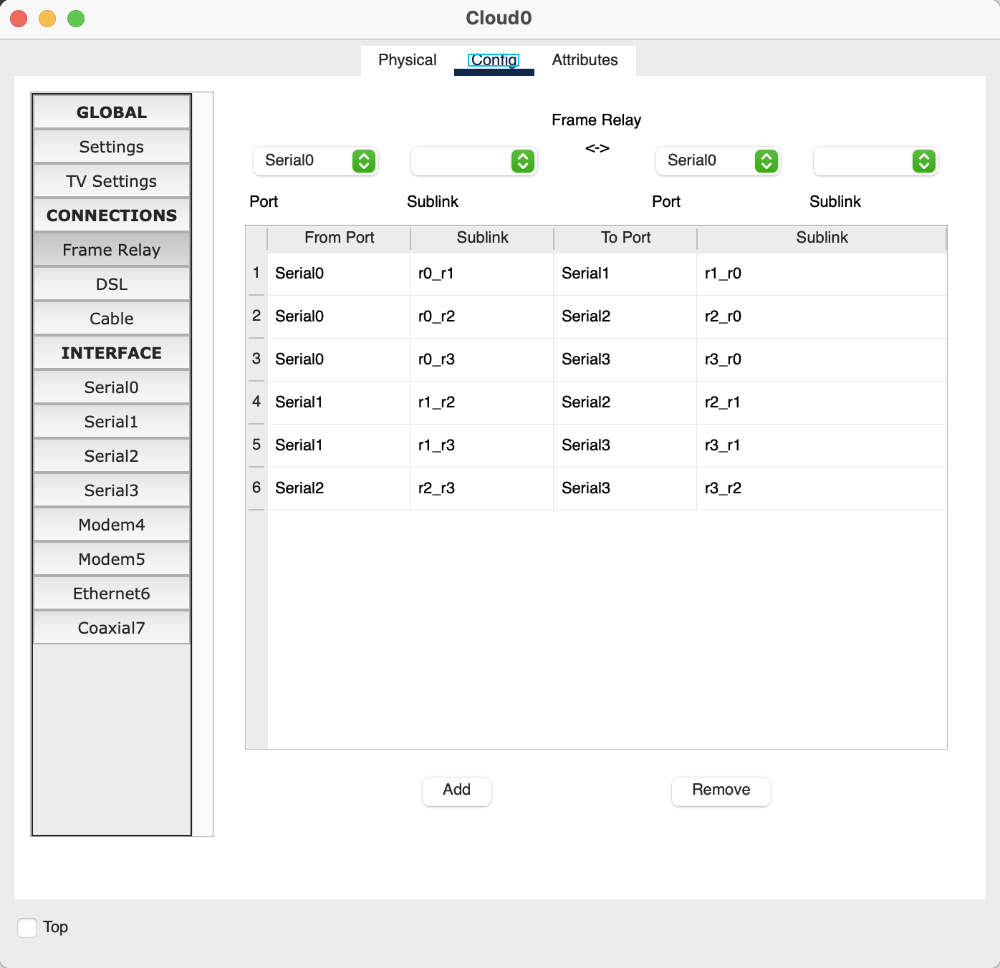 Cloud0
Physical Config Attributes
GLOBAL
Settings
TV Settings
CONNECTIONS
Frame Relay
DSL
Cable
INTERFACE
Serial0
Serial1
Serial2
Serial3
Modem4
Modem5
Ethernet6
Coaxial7
Frame Relay
<->
Serial0 Serial0
Port Sublink Port Sublink
From Port Sublink To Port Sublink
1 Serial0 r0_r1 Serial1 r1_r0
2 Serial0 r0_r2 Serial2 r2_r0
3 Serial0 r0_r3 Serial3 r3_r0
4 Serial1 r1_r2 Serial2 r2_r1
5 Serial1 r1_r3 Serial3 r3_r1
6 Serial2 r2_r3 Serial3 r3_r2
Add Remove
Top